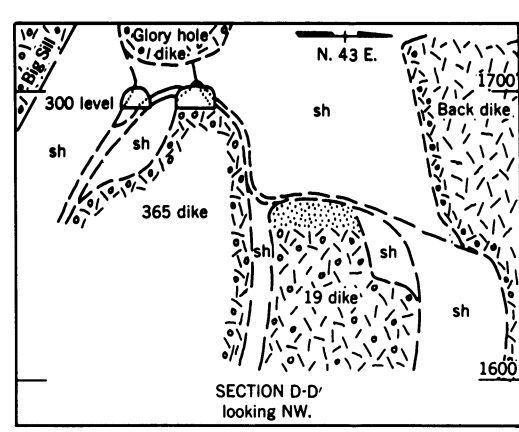 Glory hole
dike
Big Sill
N. 43 E.
1700
300 level
Back dike
sh
sh
sh
365 dike
sh
sh
19 dike
sh
1600
SECTION D-D'
looking NW.